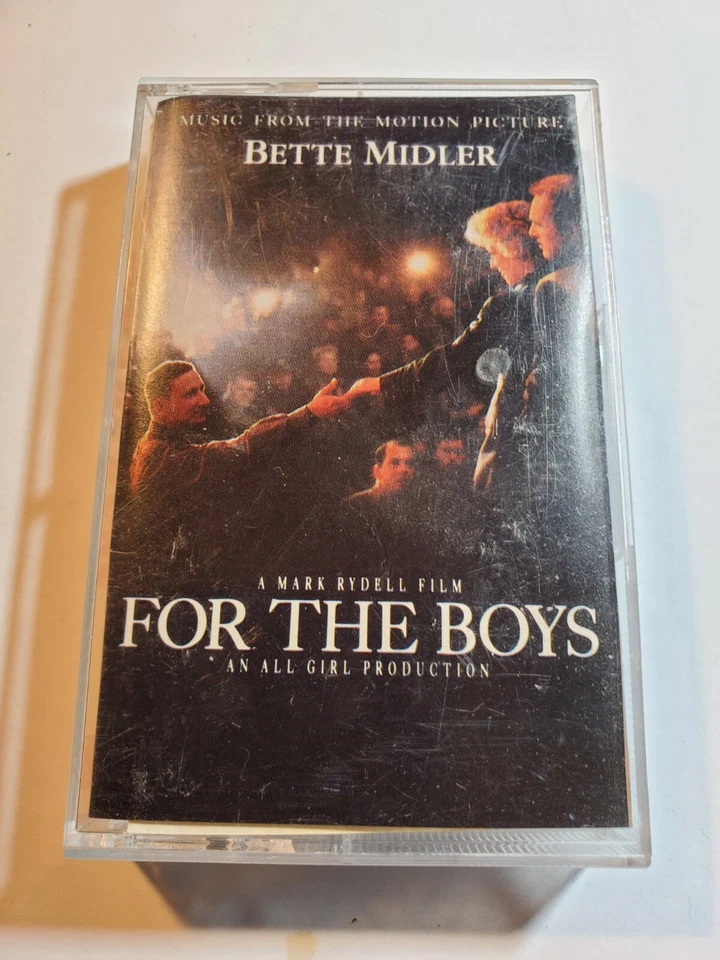 MUSIC FROM THE MOTION PICTURE
BETTE MIDLER
A MARK RYDELL FILM
FOR THE BOYS
AN ALL GIRL PRODUCTION